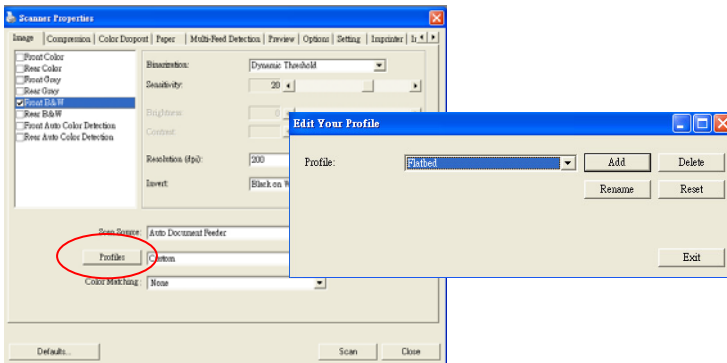 Scanner Properties
Image Compression Color Dropout Paper Multi-Feed Detection Preview Options Setting Imprinter
Front Color
Rear Color
Front Gray
Rear Gray
Front B&W
Rear B&W
Front Auto Color Detection
Rear Auto Color Detection
Binarization: Dynamic Threshold
Sensitivity: 20
Brightness: 0
Contrast:
Resolution (dpi): 200
Invert: Black on
Scan Source: Auto Document Feeder
Profiles Custom
Color Matching: None
Defaults... Scan Close
Edit Your Profile
Profile: Flatbed Add Delete
Rename Reset
Exit